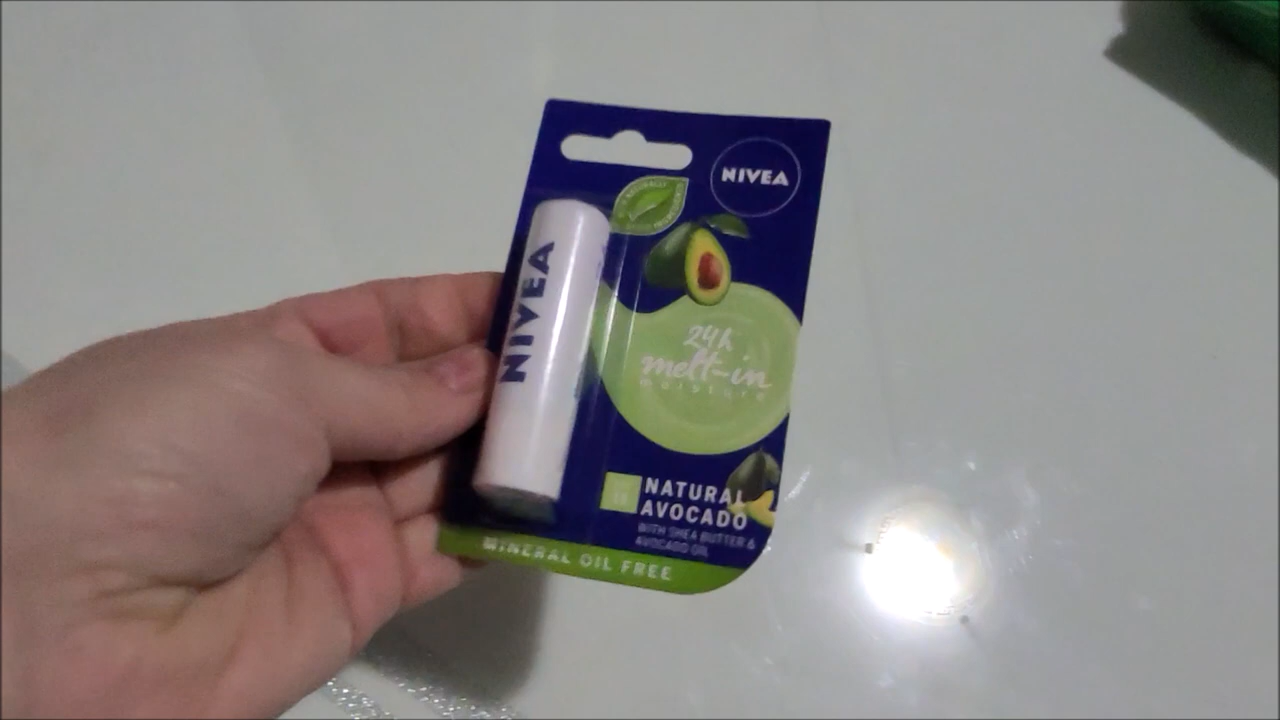 NIVEA
NIVEA
24h
melt-in
moisture
NATURAL
AVOCADO
WITH SHEA BUTTER &
AVOCADO OIL
MINERAL OIL FREE